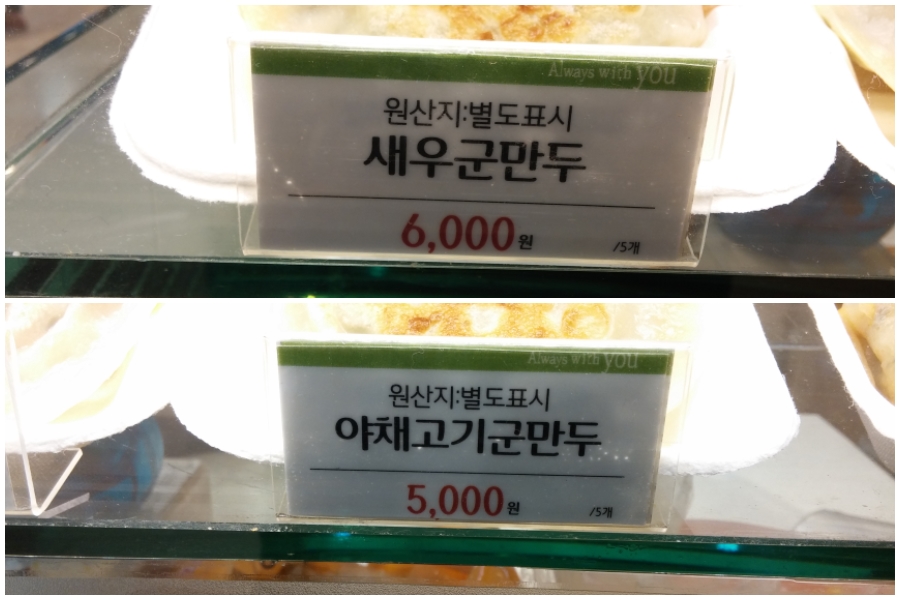 Always with you
원산지:별도표시
새우군만두
6,000원 /5개
Always with you
원산지:별도표시
야채고기군만두
5,000원 /5개